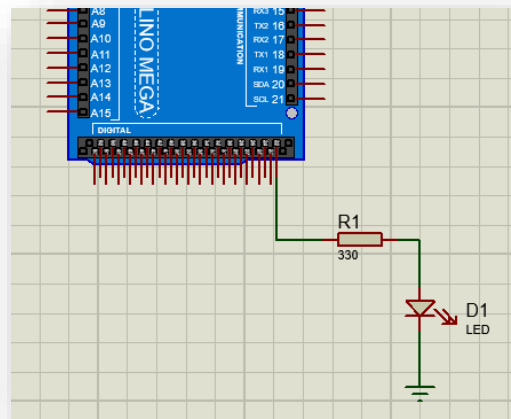 A8
A9
A10
A11
A12
A13
A14
A15
LINO MEGA
MUNICATION
RX3 15
TX2 16
RX2 17
TX1 18
RX1 19
SDA 20
SCL 21
DIGITAL
R1
330
D1
LED